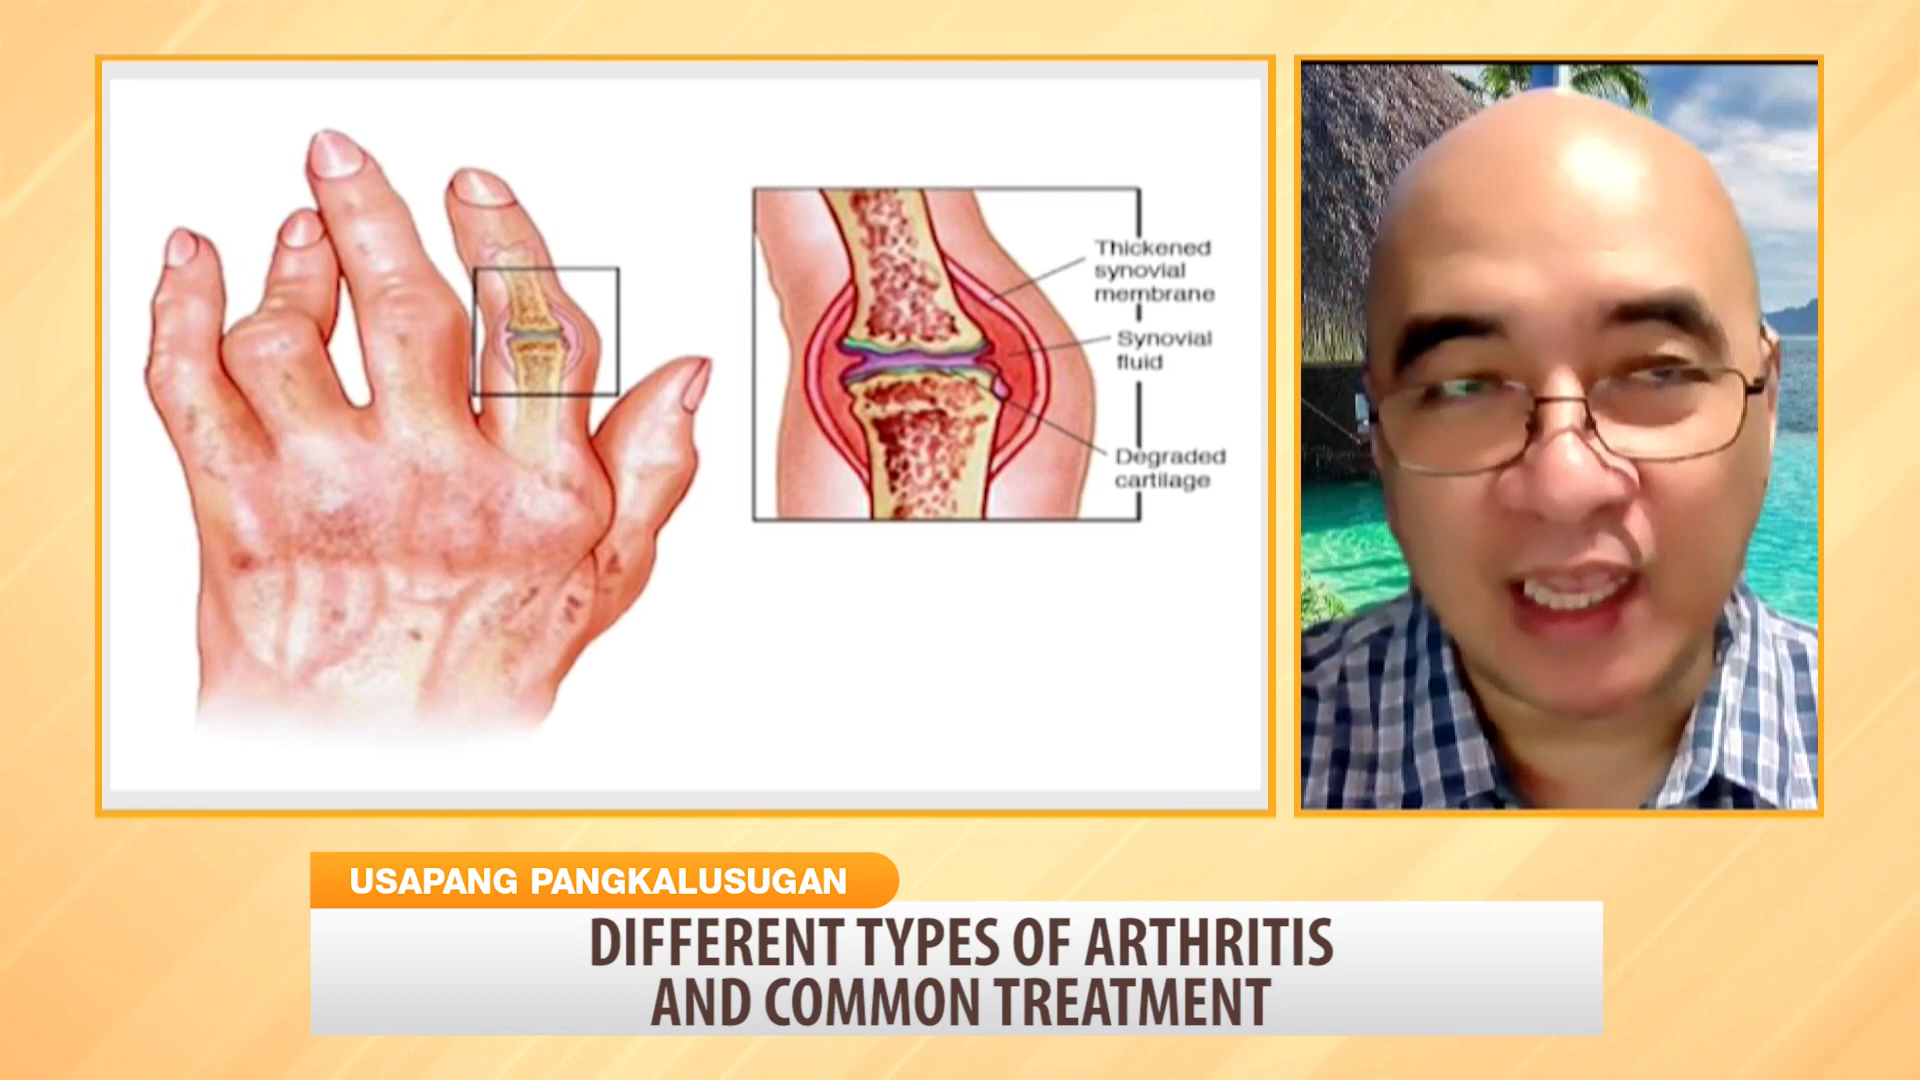 Thickened
synovial
membrane
Synovial
fluid
Degraded
cartilage
USAPANG PANGKALUSUGAN
DIFFERENT TYPES OF ARTHRITIS
AND COMMON TREATMENT